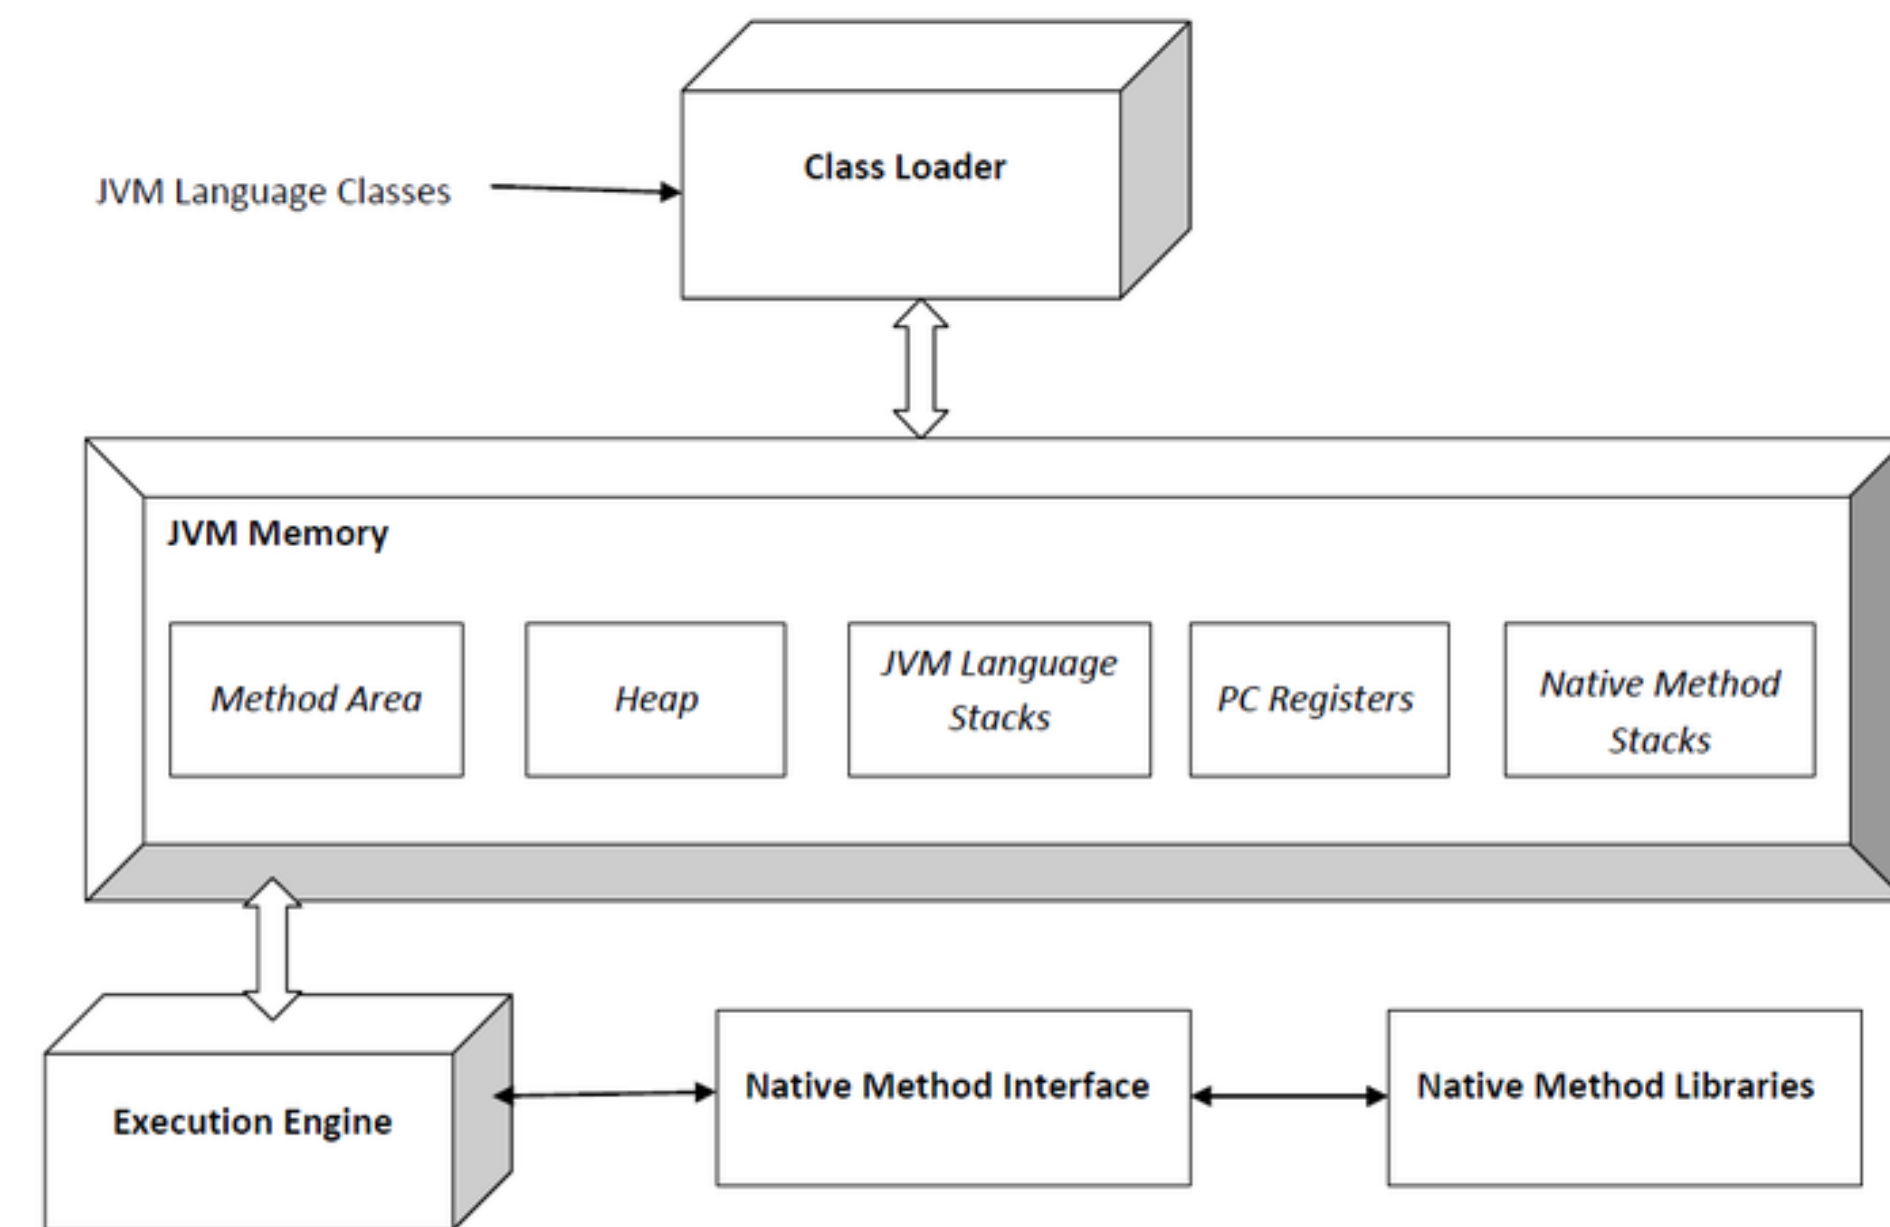 Class Loader
JVM Language Classes
JVM Memory
Method Area
Heap
JVM Language
Stacks
PC Registers
Native Method
Stacks
Execution Engine
Native Method Interface
Native Method Libraries